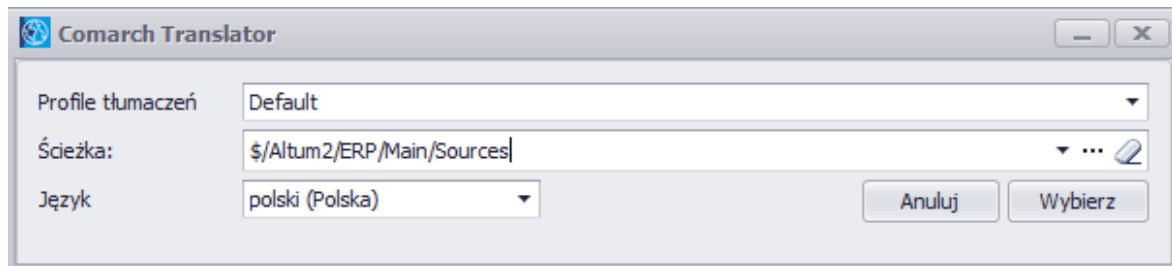 Comarch Translator
Profile tłumaczeń Default
Ścieżka: $/Altum2/ERP/Main/Sources
Język polski (Polska) Anuluj Wybierz